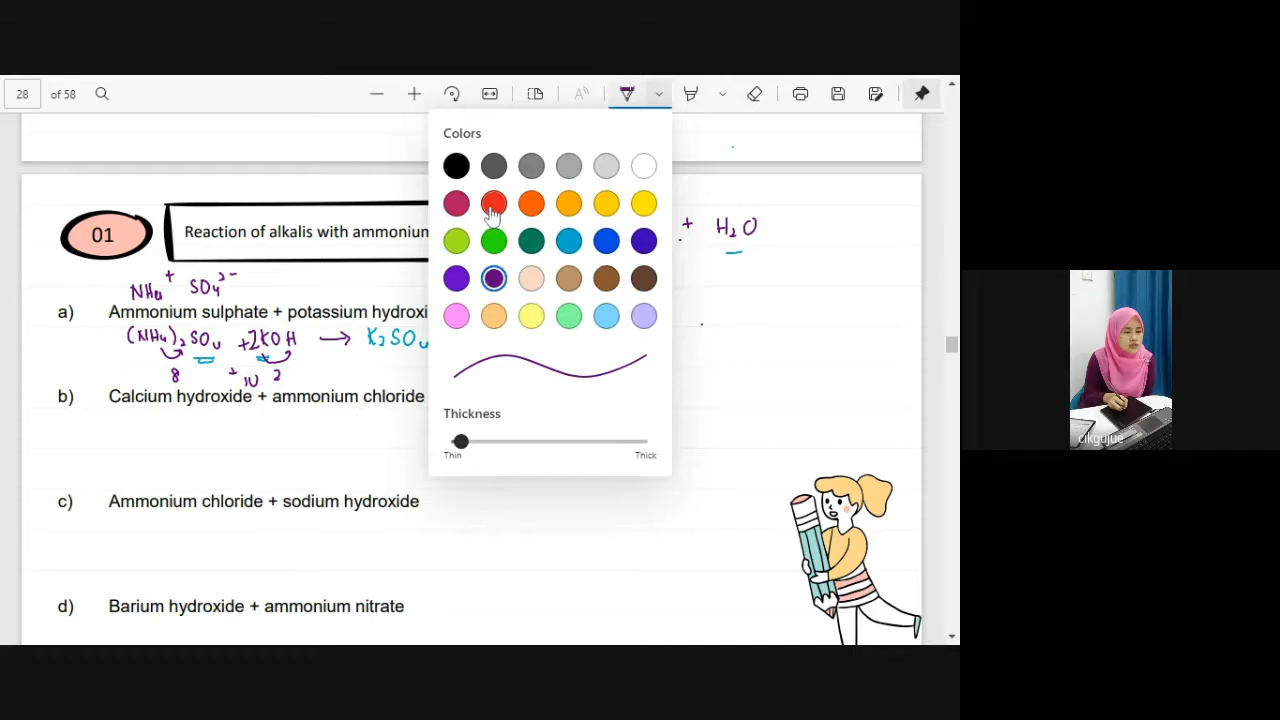 28 of 58
Colors
01
Reaction of alkalis with ammonium
+ H₂O
NH₄⁺ SO₄²⁻
a) Ammonium sulphate + potassium hydroxi
(NH₄)₂SO₄ + 2KOH → K₂SO₄
8 + 10 2
b) Calcium hydroxide + ammonium chloride
Thickness
Thin Thick
c) Ammonium chloride + sodium hydroxide
d) Barium hydroxide + ammonium nitrate
cikgujue